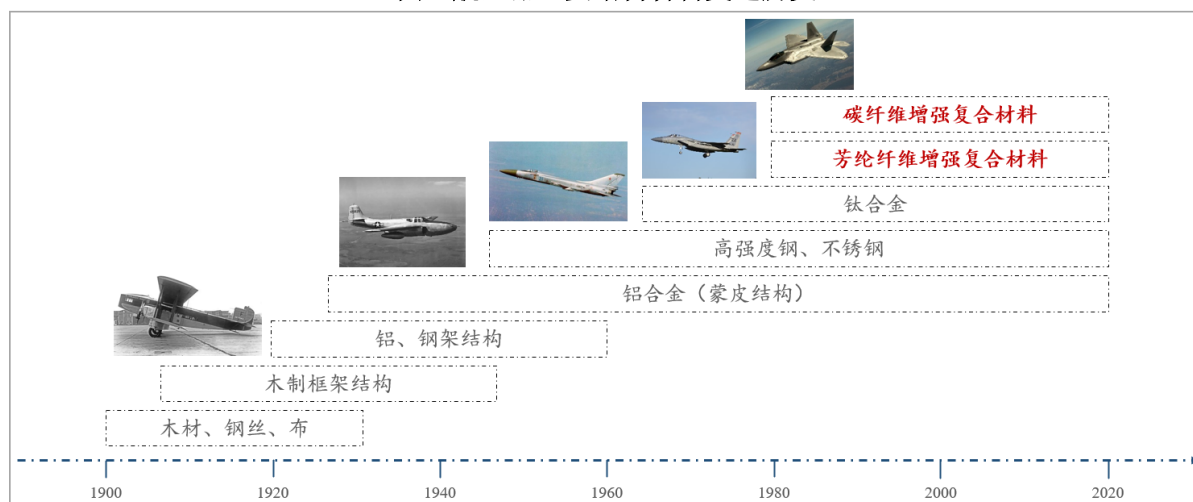 碳纤维增强复合材料
芳纶纤维增强复合材料
钛合金
高强度钢、不锈钢
铝合金（蒙皮结构）
铝、钢架结构
木制框架结构
木材、钢丝、布
1900 1920 1940 1960 1980 2000 2020